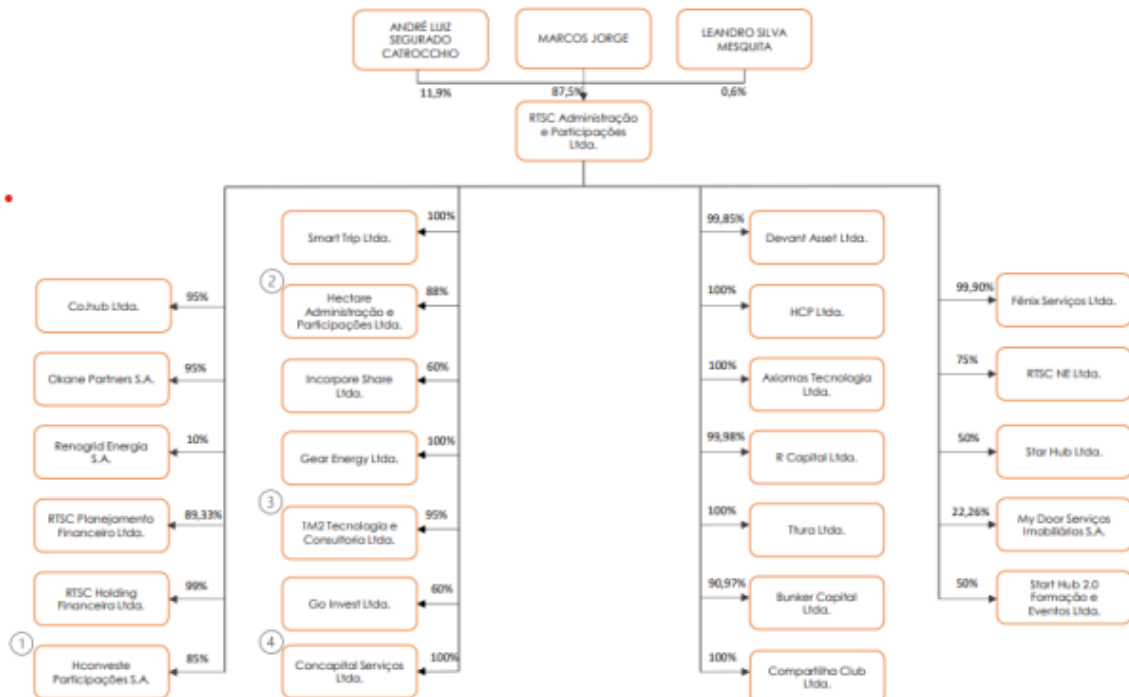 ANDRÉ LUIZ
SEGURADO
CATROCCHIO
MARCOS JORGE
LEANDRO SILVA
MESQUITA
11,9%
87,5%
0,6%
RTSC Administração
e Participações
Ltda.
Co.hub Ltda.
95%
Okane Partners S.A.
95%
Renogrid Energia
S.A.
10%
RTSC Planejamento
Financeiro Ltda.
89,33%
RTSC Holding
Financeira Ltda.
99%
1
Hconveste
Participações S.A.
85%
Smart Trip Ltda.
100%
2
Hectare
Administração e
Participações Ltda.
88%
Incorpore Share
Ltda.
60%
Gear Energy Ltda.
100%
3
1M2 Tecnologia e
Consultoria Ltda.
95%
Go Invest Ltda.
60%
4
Concapital Serviços
Ltda.
100%
99,85%
Devant Asset Ltda.
100%
HCP Ltda.
100%
Axiomas Tecnologia
Ltda.
99,98%
R Capital Ltda.
100%
Ttura Ltda.
90,97%
Bunker Capital
Ltda.
100%
Compartilha Club
Ltda.
99,90%
Fênix Serviços Ltda.
75%
RTSC NE Ltda.
50%
Star Hub Ltda.
22,26%
My Door Serviços
Imobiliários S.A.
50%
Start Hub 2.0
Formação e
Eventos Ltda.